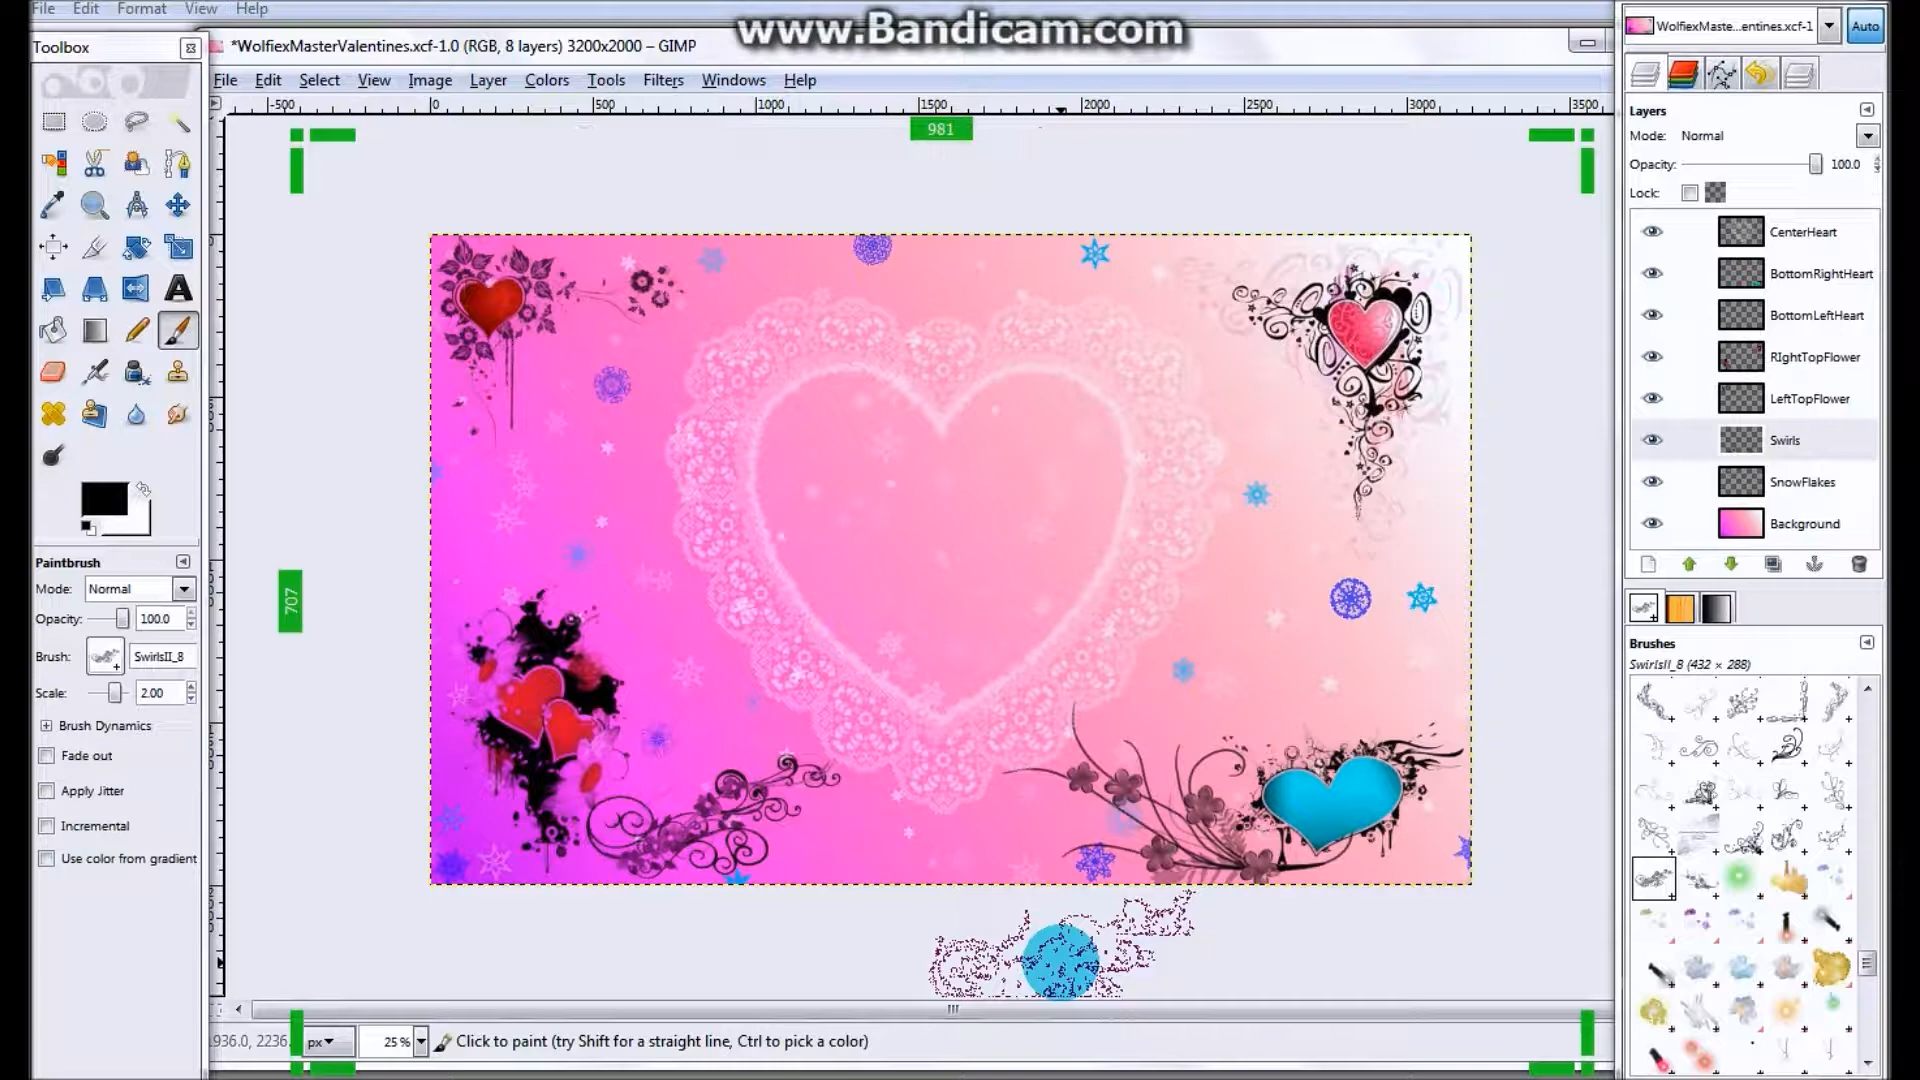 File Edit Format View Help
www.Bandicam.com
Toolbox
*WolfiexMasterValentines.xcf-1.0 (RGB, 8 layers) 3200x2000 – GIMP
WolfiexMaste...entines.xcf-1
Auto
File Edit Select View Image Layer Colors Tools Filters Windows Help
-500 0 500 1000 1500 2000 2500 3000 3500
981
707
Layers
Mode: Normal
Opacity: 100.0
Lock:
CenterHeart
BottomRightHeart
BottomLeftHeart
RIghtTopFlower
LeftTopFlower
Swirls
SnowFlakes
Background
Paintbrush
Mode: Normal
Opacity: 100.0
Brush: SwirlsII_8
Scale: 2.00
Brush Dynamics
Fade out
Apply Jitter
Incremental
Use color from gradient
Brushes
SwirlsII_8 (432 × 288)
936.0, 2236. px 25 % Click to paint (try Shift for a straight line, Ctrl to pick a color)